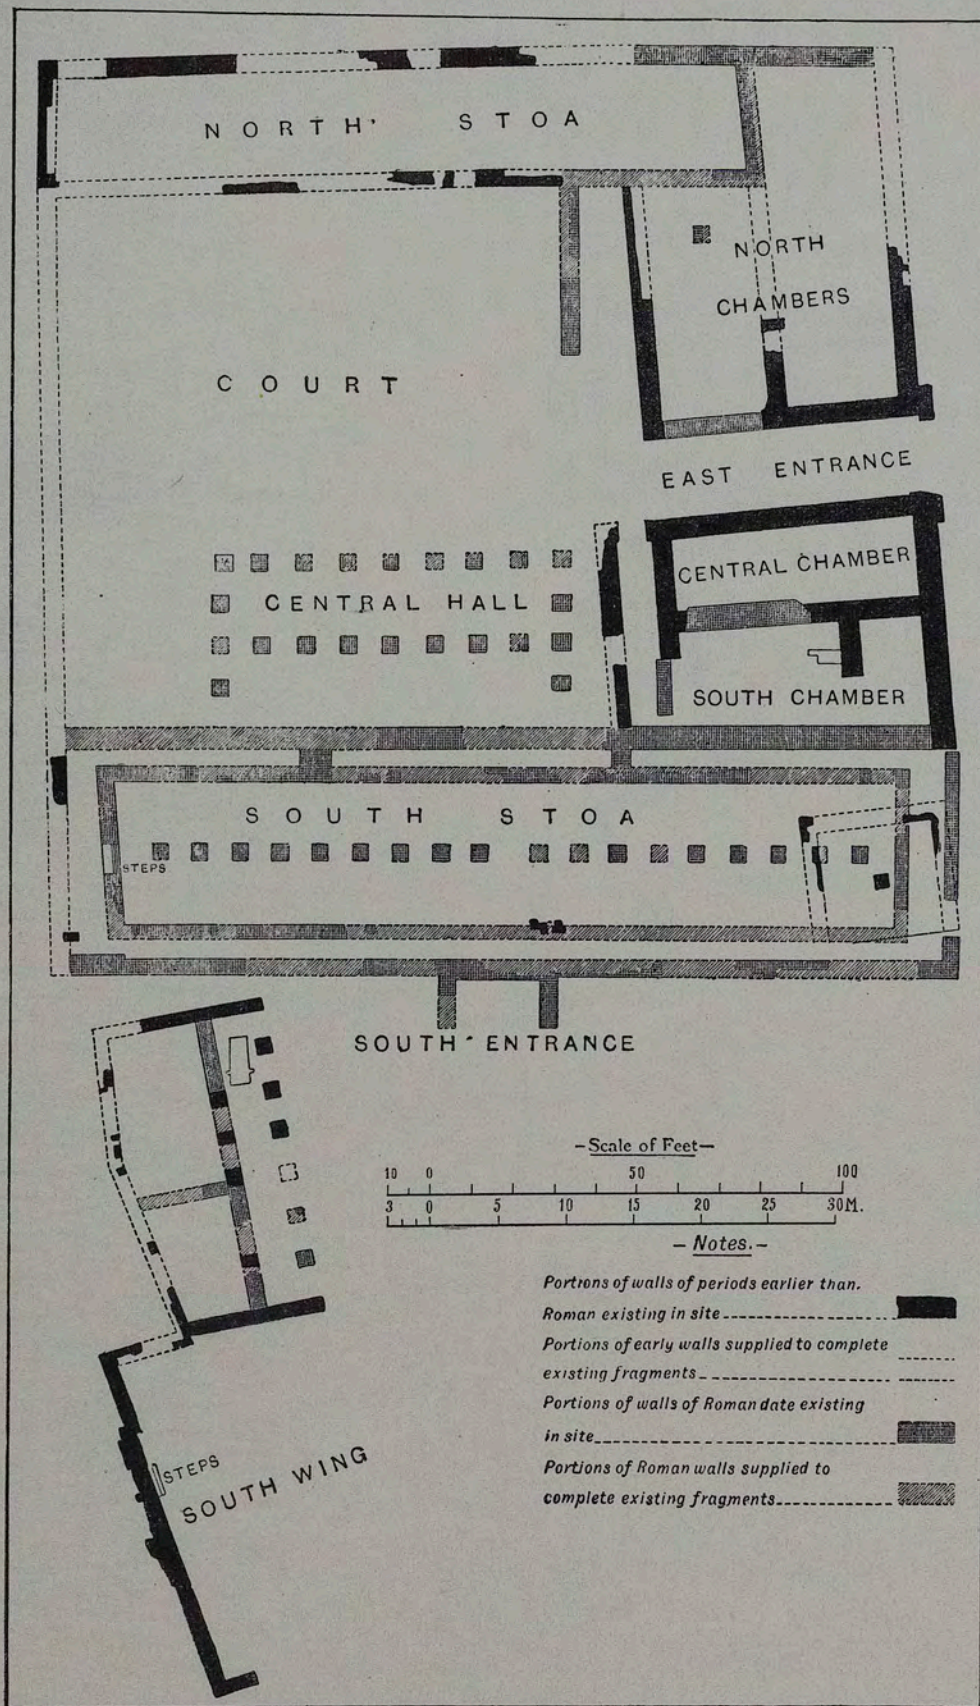 NORTH' STOA
NORTH
CHAMBERS
COURT
EAST ENTRANCE
CENTRAL CHAMBER
CENTRAL HALL
SOUTH CHAMBER
SOUTH STOA
STEPS
SOUTH ENTRANCE
-Scale of Feet-
10 0 50 100
3 0 5 10 15 20 25 30M.
- Notes. -
Portions of walls of periods earlier than.
Roman existing in site
Portions of early walls supplied to complete
existing fragments
Portions of walls of Roman date existing
in site
Portions of Roman walls supplied to
complete existing fragments
STEPS
SOUTH WING